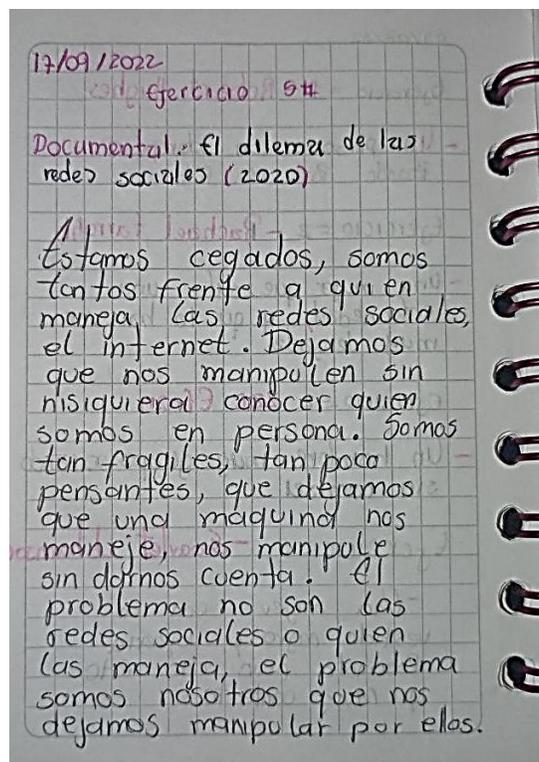 17/09/2022
Ejercicio 5#
Documental. El dilema de las
redes sociales (2020)
Estamos cegados, somos
tontos frente a quien
maneja las redes sociales,
el internet. Dejamos
que nos manipulen sin
nisiquiera conocer quien
somos en persona. Somos
tan fragiles, tan poco
pensantes, que dejamos
que una maquina nos
maneje, nos manipule
sin darnos cuenta. El
problema no son las
redes sociales o quien
las maneja, el problema
somos nosotros que nos
dejamos manipular por ellos.